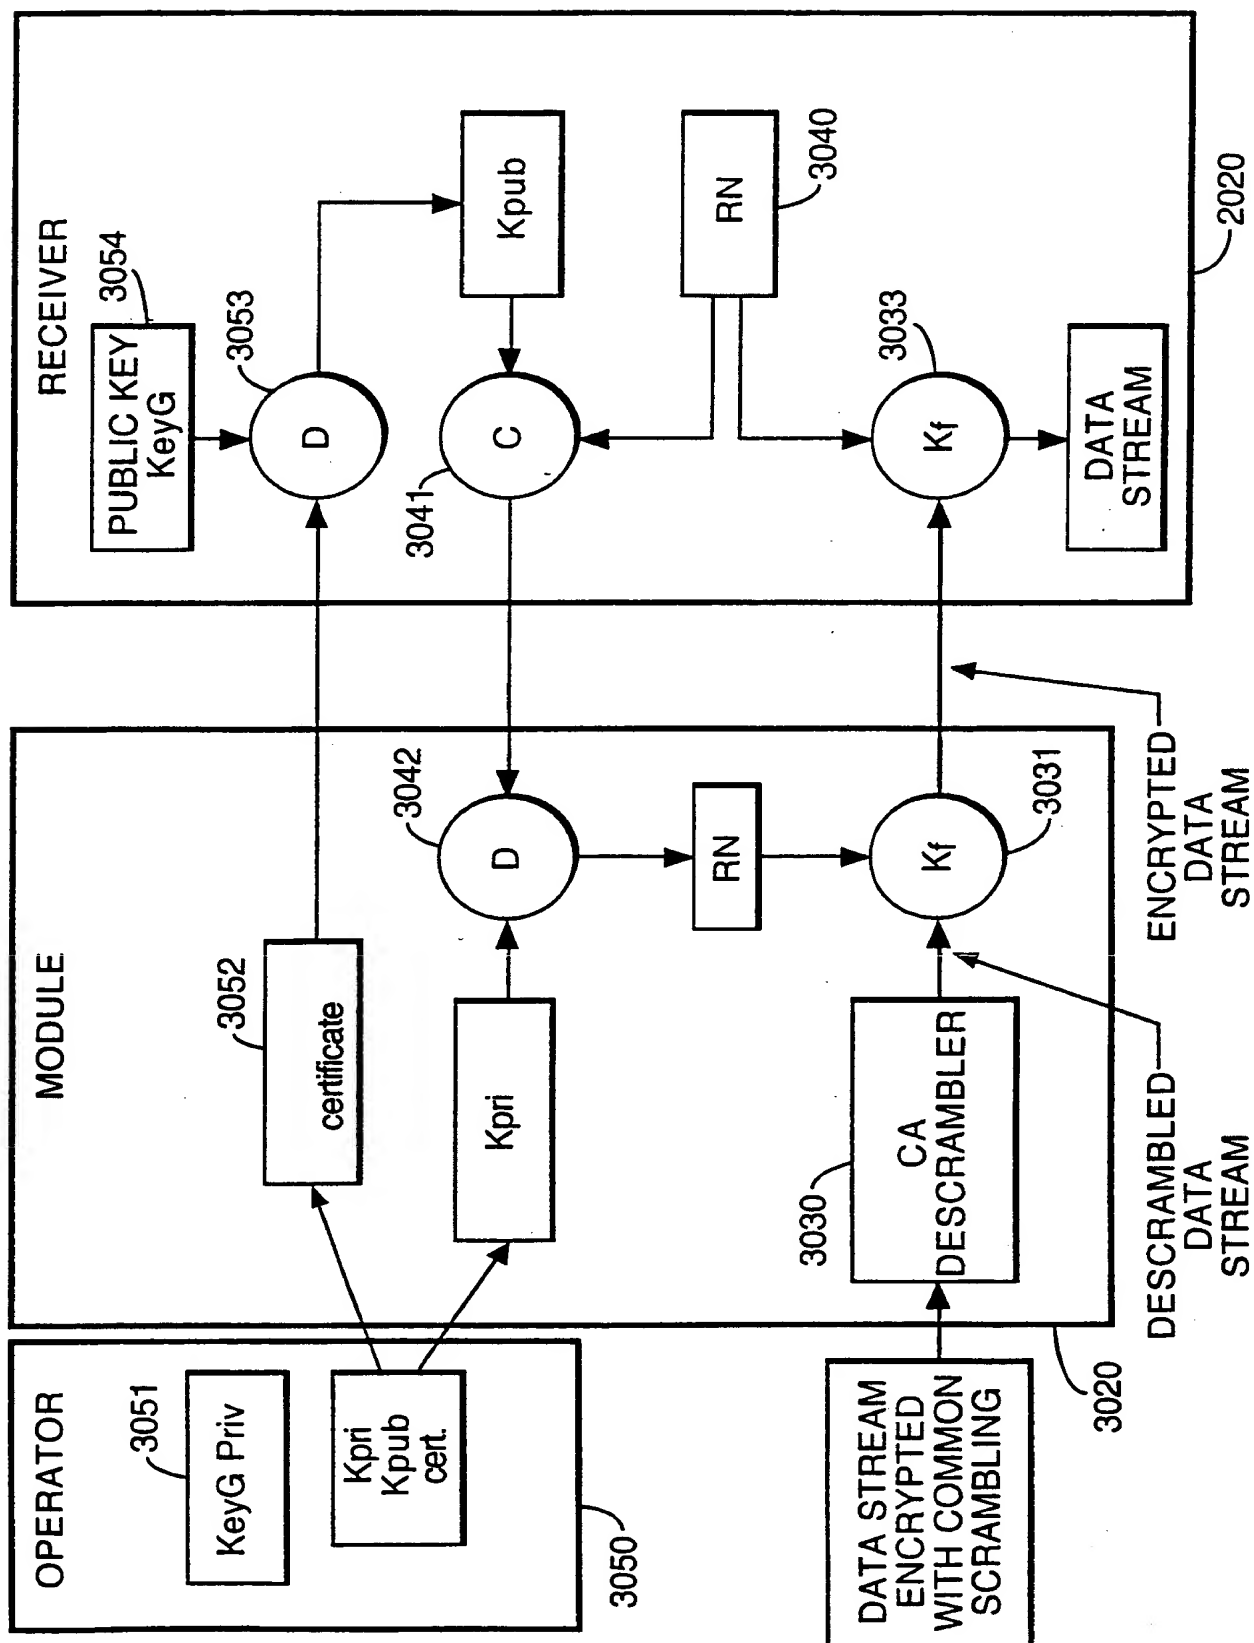 OPERATOR
3051
KeyG Priv
Kpri
Kpub
cert.
3050
DATA STREAM
ENCRYPTED
WITH COMMON
SCRAMBLING
MODULE
3052
certificate
Kpri
3042
D
RN
3030
CA
DESCRAMBLER
Kf
3031
3020
DESCRAMBLED
DATA
STREAM
ENCRYPTED
DATA
STREAM
RECEIVER
PUBLIC KEY
KeyG
3054
D
3053
Kpub
C
3041
RN
3040
Kf
3033
DATA
STREAM
2020